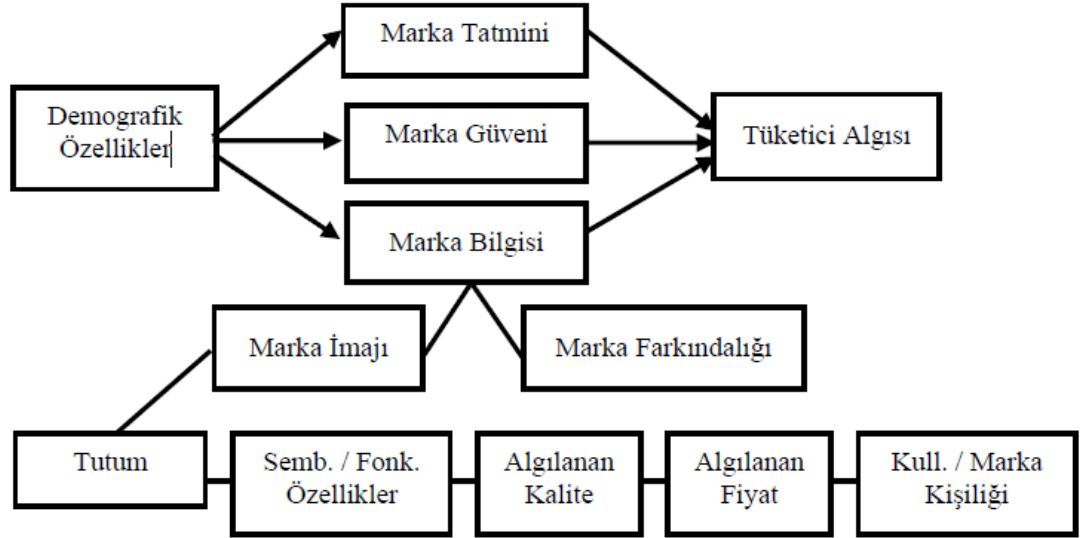 Marka Tatmini
Demografik
Özellikler
Marka Güveni
Tüketici Algısı
Marka Bilgisi
Marka İmajı
Marka Farkındalığı
Tutum
Semb. / Fonk.
Özellikler
Algılanan
Kalite
Algılanan
Fiyat
Kull. / Marka
Kişiliği